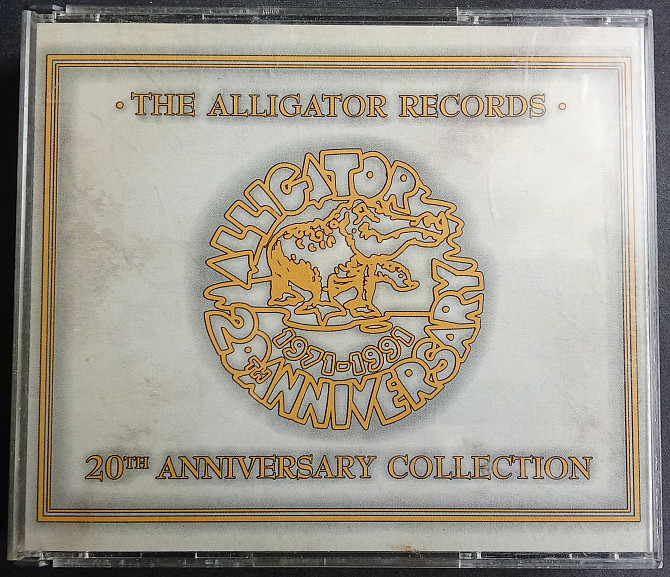 • THE ALLIGATOR RECORDS •
ALLIGATOR
1971-1991
20TH ANNIVERSARY
20TH ANNIVERSARY COLLECTION